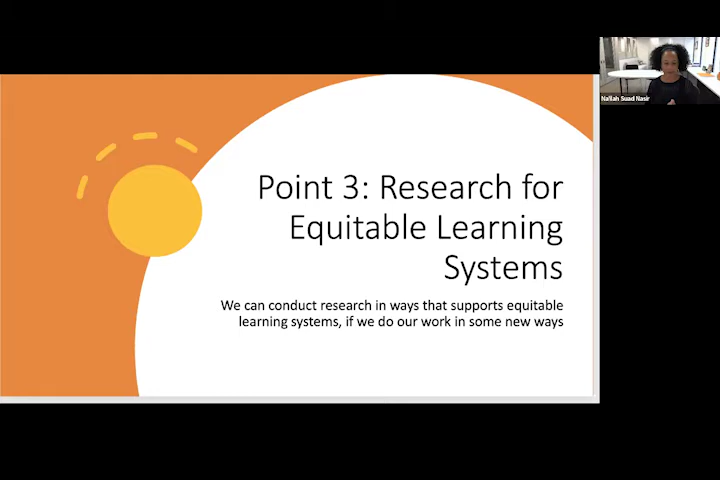 Point 3: Research for
Equitable Learning
Systems
We can conduct research in ways that supports equitable
learning systems, if we do our work in some new ways
Na'ilah Suad Nasir